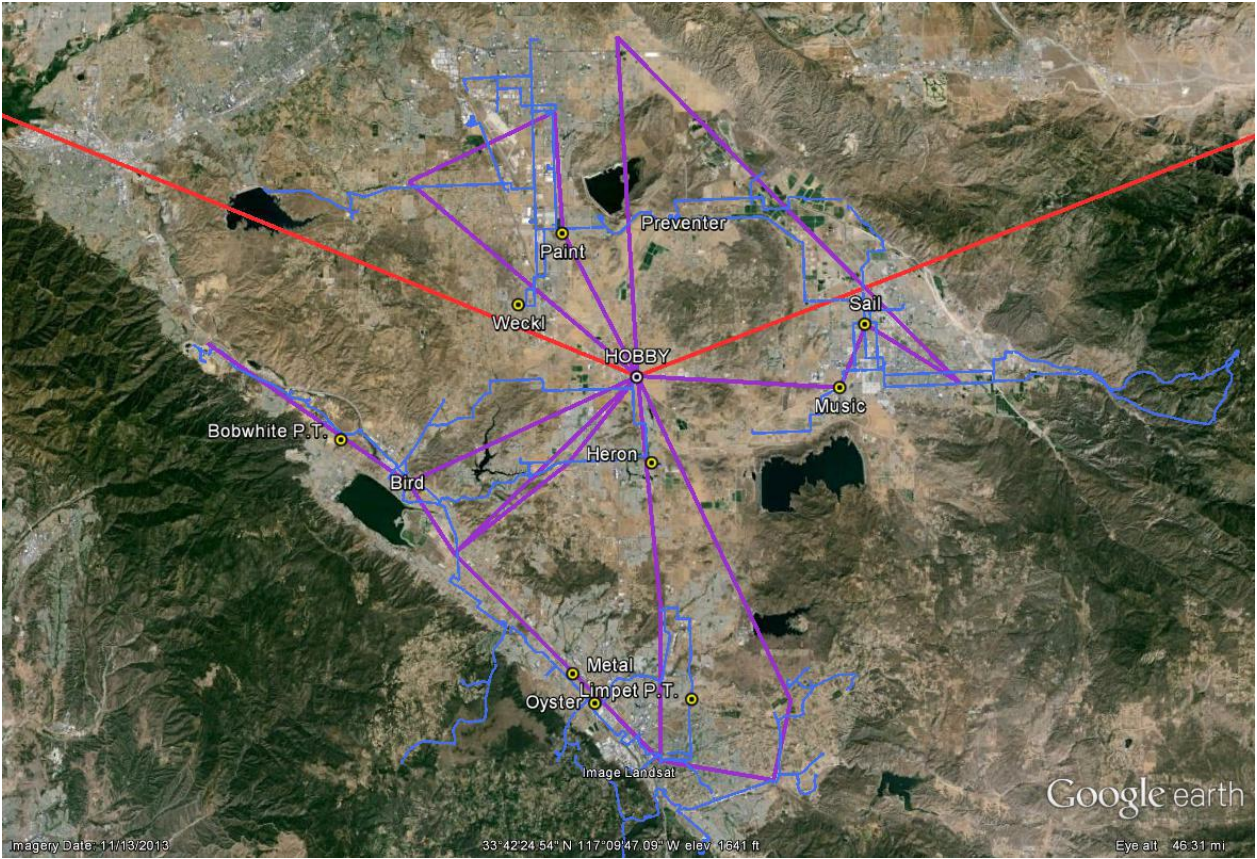 Preventer
Paint
Sail
Weckl
HOBBY
Music
Bobwhite P.T.
Heron
Bird
Metal
Limpet P.T.
Oyster
Image Landsat
Google earth
Imagery Date: 11/13/2013
33°42'24.54" N 117°09'47.09" W elev 1641 ft
Eye alt 46.31 mi